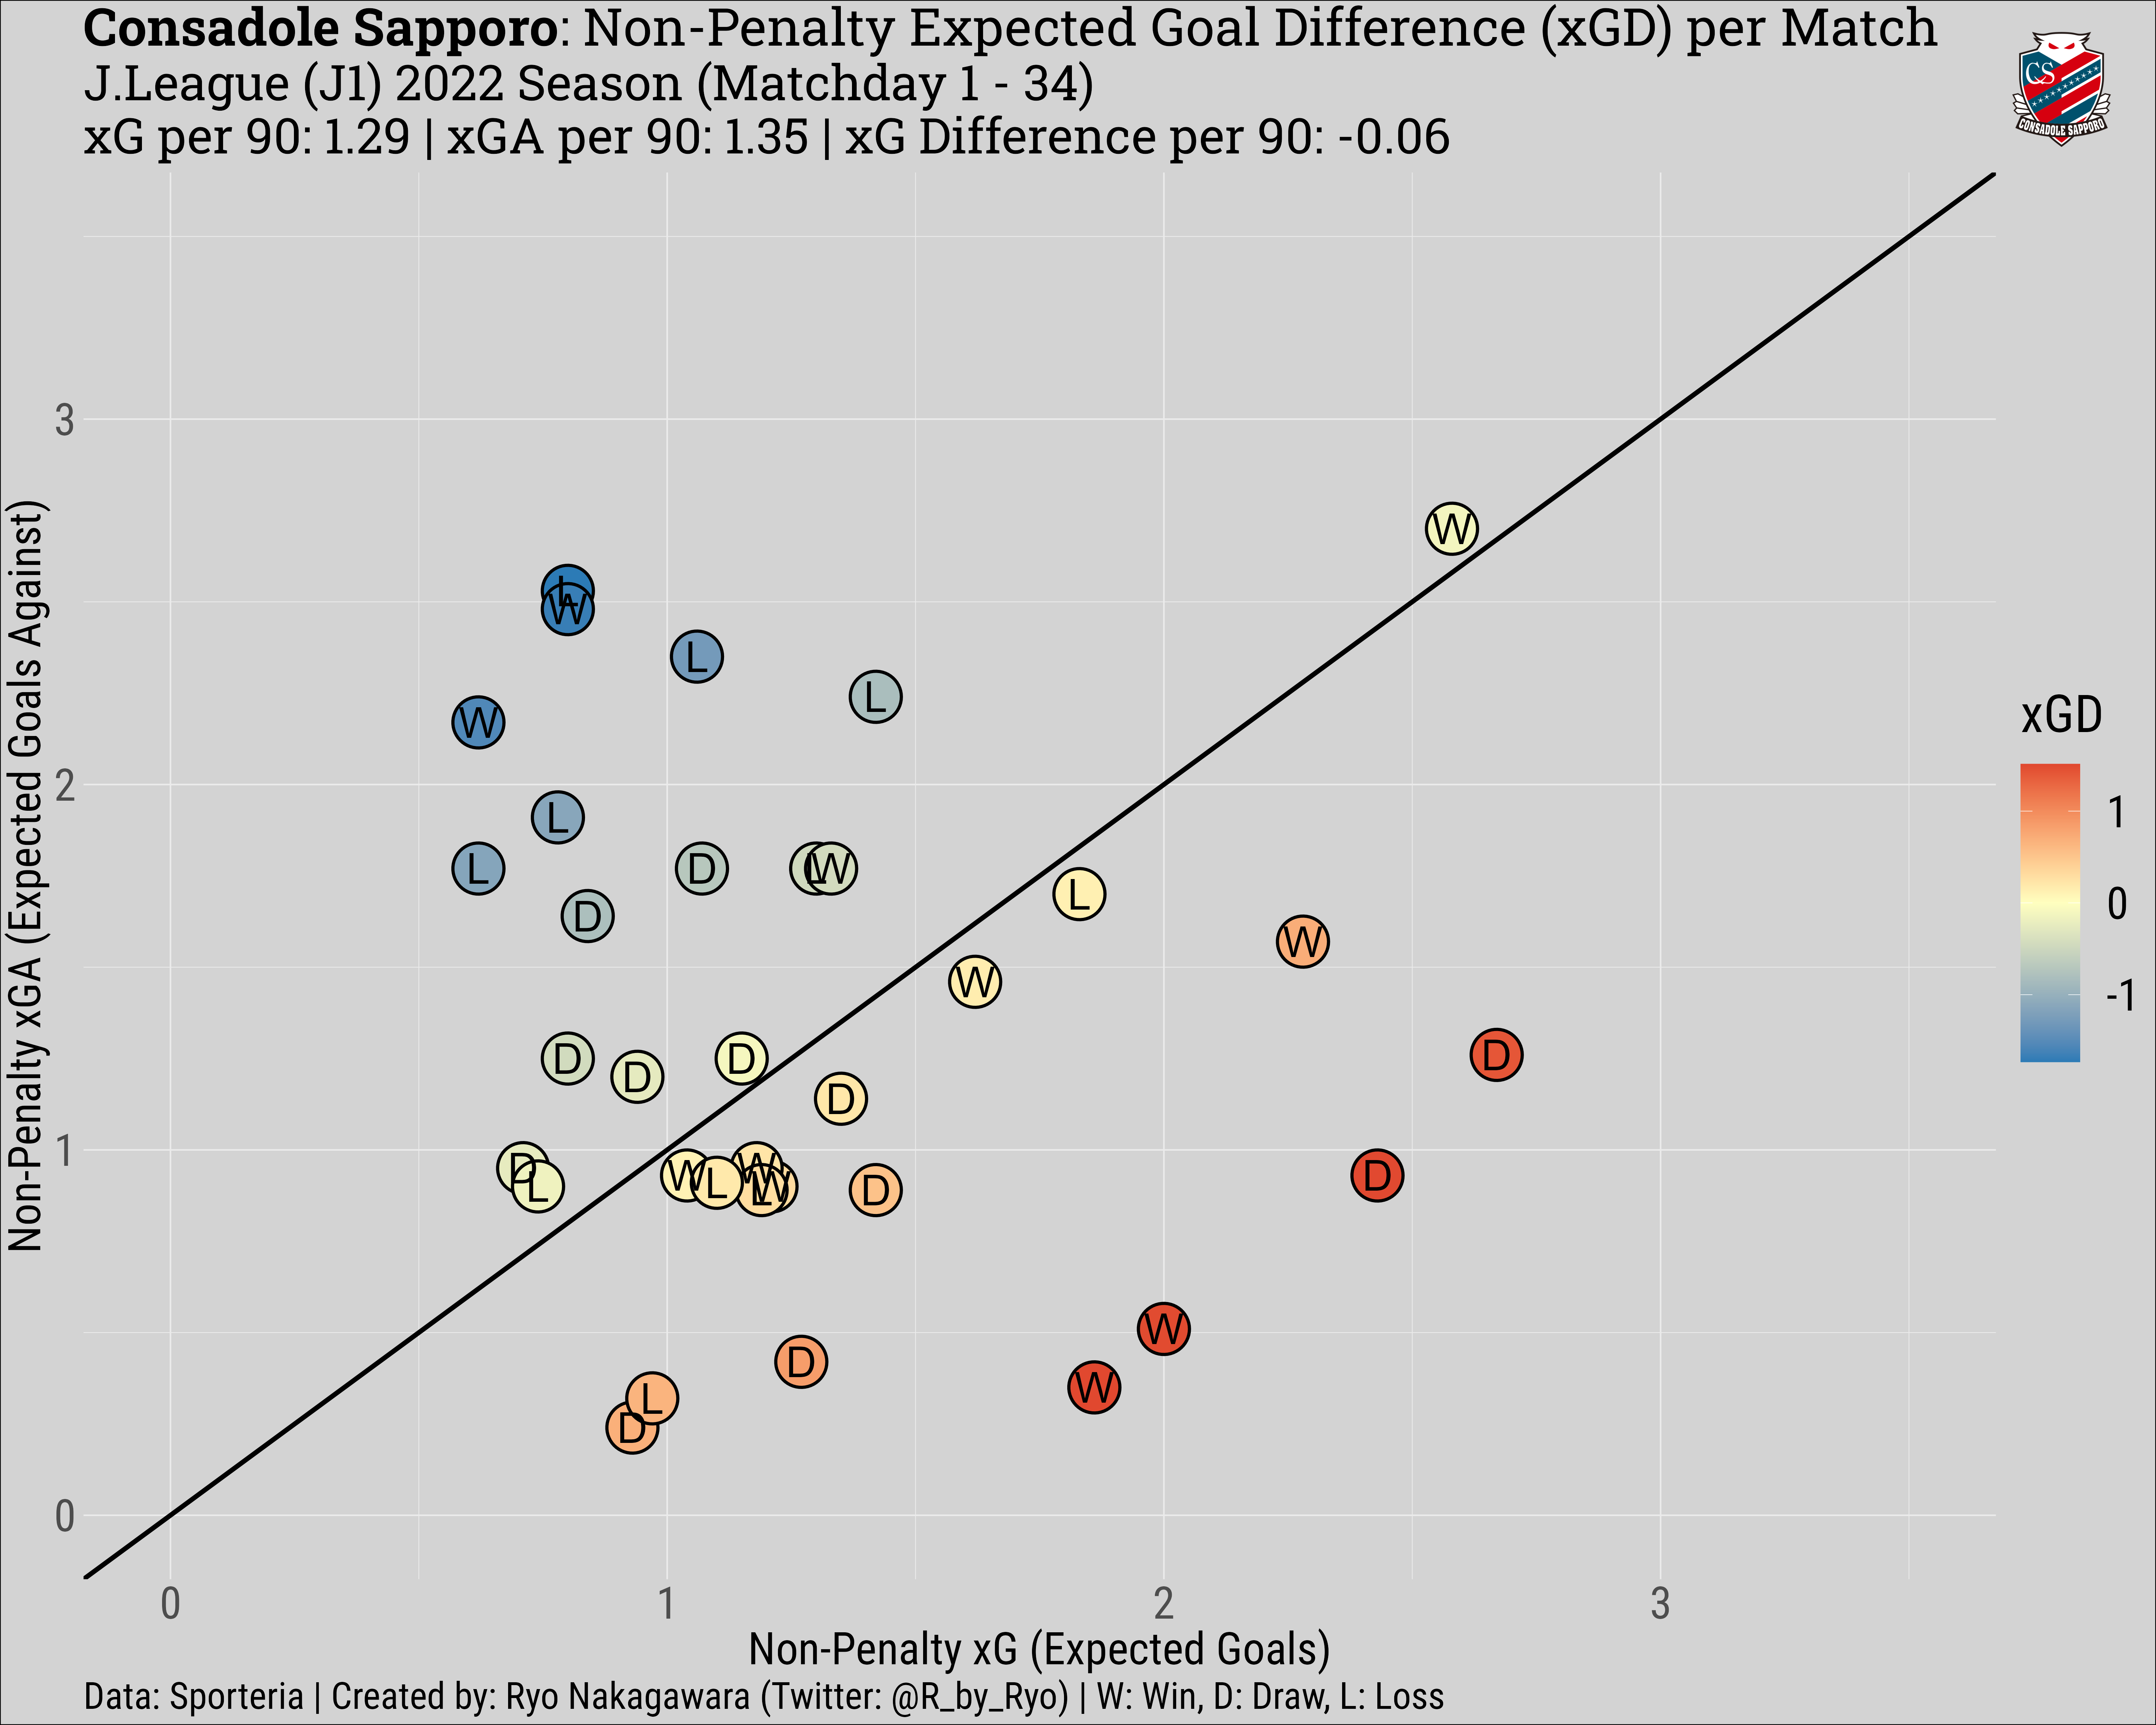 Consadole Sapporo: Non-Penalty Expected Goal Difference (xGD) per Match
J.League (J1) 2022 Season (Matchday 1 - 34)
xG per 90: 1.29 | xGA per 90: 1.35 | xG Difference per 90: -0.06
CS
CONSADOLE SAPPORO
Non-Penalty xGA (Expected Goals Against)
3
2
1
0
W
L
W
L
L
W
L
L
D
L
W
D
L
W
W
D
D
D
D
D
D
L
W
L
W
L
W
D
D
W
D
W
L
D
xGD
1
0
-1
0
1
2
3
Non-Penalty xG (Expected Goals)
Data: Sporteria | Created by: Ryo Nakagawara (Twitter: @R_by_Ryo) | W: Win, D: Draw, L: Loss